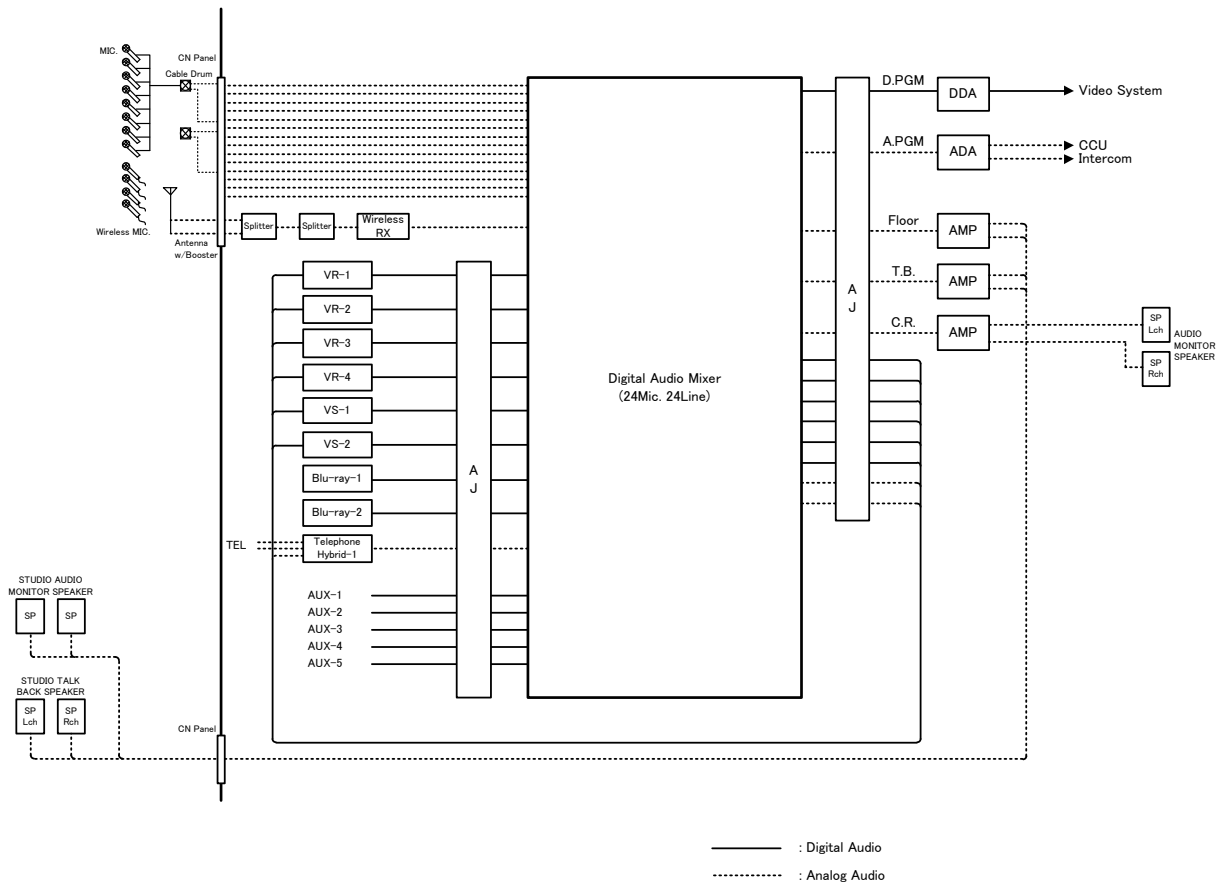 MIC.
CN Panel
Cable Drum
Wireless MIC.
Antenna
w/Booster
Splitter
Splitter
Wireless
RX
VR-1
VR-2
VR-3
VR-4
VS-1
VS-2
Blu-ray-1
Blu-ray-2
TEL
Telephone
Hybrid-1
AUX-1
AUX-2
AUX-3
AUX-4
AUX-5
A
J
Digital Audio Mixer
(24Mic. 24Line)
A
J
D.PGM
DDA
Video System
A.PGM
ADA
CCU
Intercom
Floor
AMP
T.B.
AMP
C.R.
AMP
SP
Lch
SP
Rch
AUDIO
MONITOR
SPEAKER
STUDIO AUDIO
MONITOR SPEAKER
SP
SP
STUDIO TALK
BACK SPEAKER
SP
Lch
SP
Rch
CN Panel
: Digital Audio
: Analog Audio